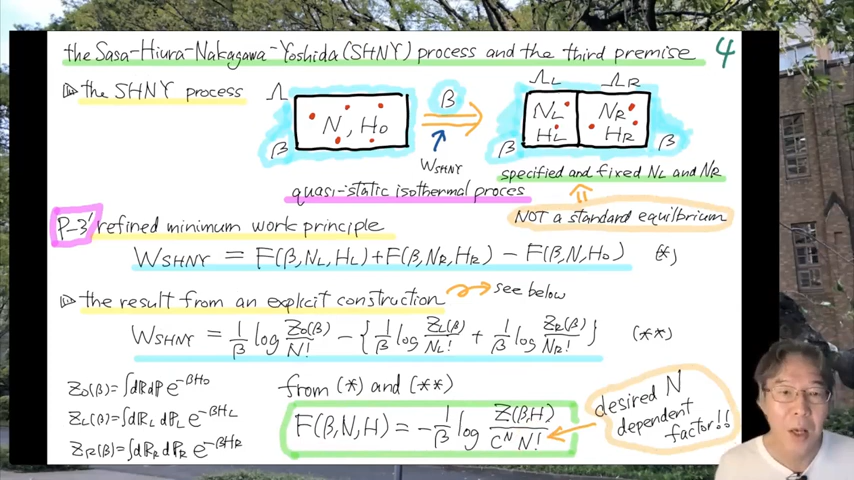 the Sasa-Hiura-Nakagawa-Yoshida (SHNY) process and the third premise 4
the SHNY process
Λ
N, H₀
β
β
W_SHNY
quasi-static isothermal proces
Λ_L Λ_R
N_L N_R
H_L H_R
β β
specified and fixed N_L and N_R
NOT a standard equilbrium
P-3' refined minimum work principle
W_SHNY = F(β,N_L,H_L)+F(β,N_R,H_R) − F(β,N,H₀) (*)
the result from an explicit construction see below
W_SHNY = 1/β log Z₀(β)/N! − { 1/β log Z_L(β)/N_L! + 1/β log Z_R(β)/N_R! } (**)
Z₀(β)=∫dR dP e^{-βH₀}
Z_L(β)=∫dR_L dP_L e^{-βH_L}
Z_R(β)=∫dR_R dP_R e^{-βH_R}
from (*) and (**)
F(β,N,H) = − 1/β log Z(β,H)/C^N N!
desired N
dependent
factor!!